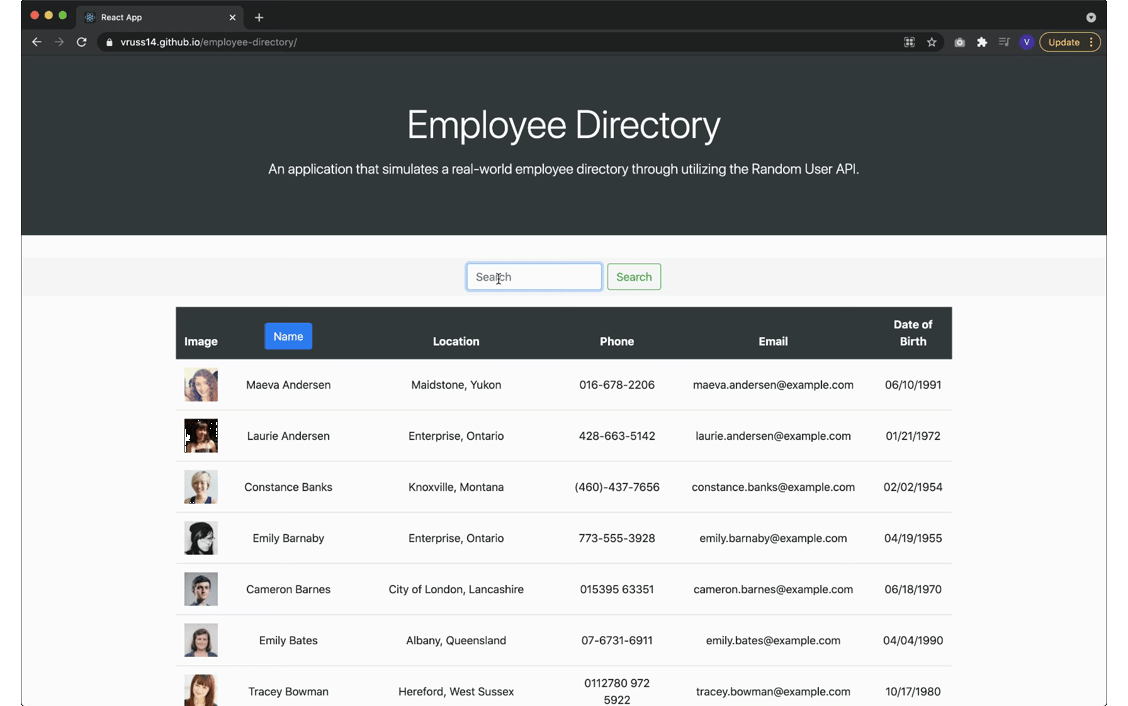 React App
vruss14.github.io/employee-directory/
V
Update
Employee Directory
An application that simulates a real-world employee directory through utilizing the Random User API.
Search
Search
Image Name Location Phone Email Date of Birth
Maeva Andersen Maidstone, Yukon 016-678-2206 maeva.andersen@example.com 06/10/1991
Laurie Andersen Enterprise, Ontario 428-663-5142 laurie.andersen@example.com 01/21/1972
Constance Banks Knoxville, Montana (460)-437-7656 constance.banks@example.com 02/02/1954
Emily Barnaby Enterprise, Ontario 773-555-3928 emily.barnaby@example.com 04/19/1955
Cameron Barnes City of London, Lancashire 015395 63351 cameron.barnes@example.com 06/18/1970
Emily Bates Albany, Queensland 07-6731-6911 emily.bates@example.com 04/04/1990
Tracey Bowman Hereford, West Sussex 0112780 972 5922 tracey.bowman@example.com 10/17/1980